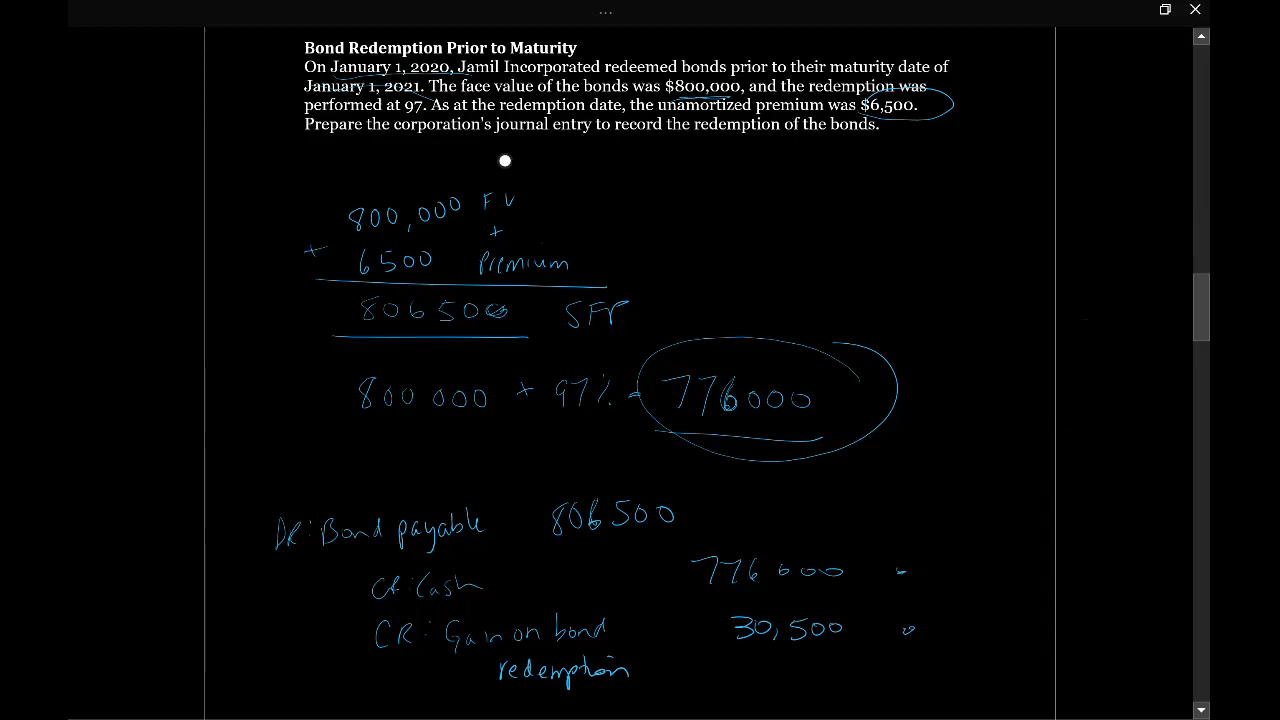 Bond Redemption Prior to Maturity
On January 1, 2020, Jamil Incorporated redeemed bonds prior to their maturity date of
January 1, 2021. The face value of the bonds was $800,000, and the redemption was
performed at 97. As at the redemption date, the unamortized premium was $6,500.
Prepare the corporation's journal entry to record the redemption of the bonds.
800,000 FV
+
+ 6500 premium
806500 SFP
800 000 + 97% = 776000
DR: Bond payable 806500
CR: Cash 776000
CR: Gain on bond 30,500
redemption